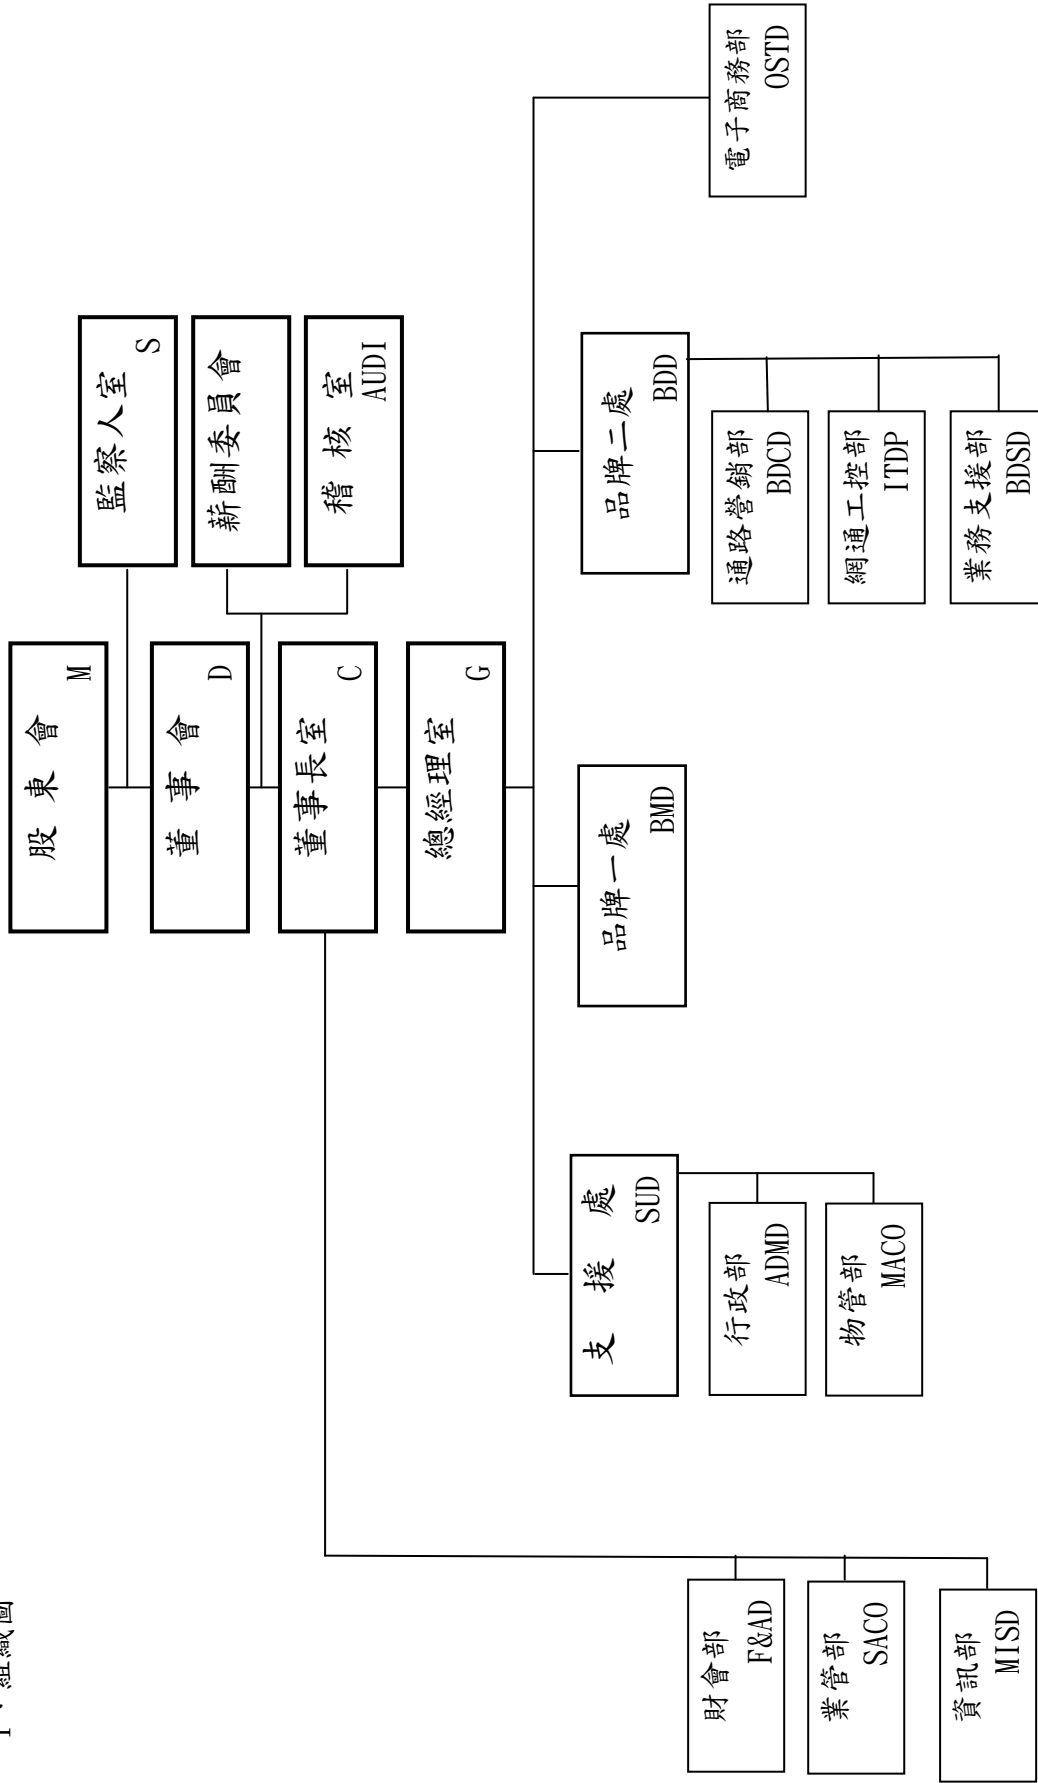 1、組織圖
股 東 會
M
監察人室
S
董 事 會
D
薪酬委員會
稽 核 室
AUDI
董事長室
C
總經理室
G
財會部
F&AD
業管部
SACO
資訊部
MISD
支 援 處
SUD
行政部
ADMD
物管部
MACO
品牌一處
BMD
品牌二處
BDD
通路營銷部
BDCD
網通工控部
ITDP
業務支援部
BDSD
電子商務部
OSTD